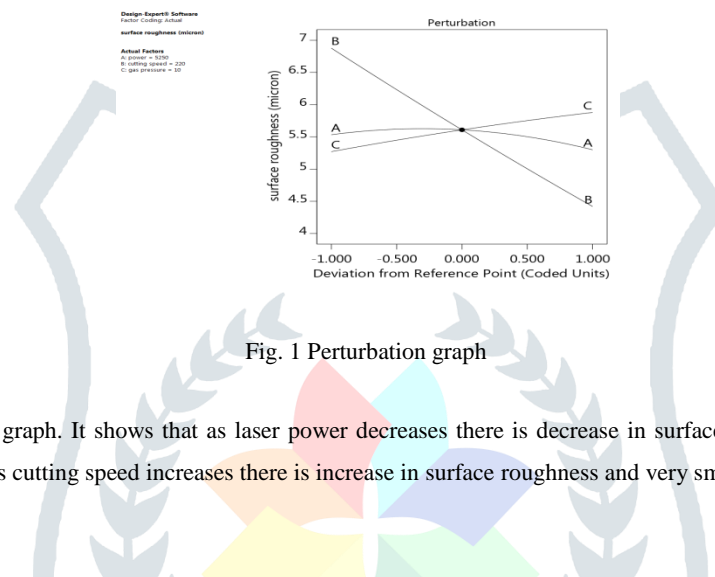 Design-Expert® Software
Factor Coding: Actual
surface roughness (micron)
Actual Factors
A: power = 5250
B: cutting speed = 220
C: gas pressure = 10
Perturbation
surface roughness (micron)
7
6.5
6
5.5
5
4.5
4
B
A
C
C
A
B
-1.000 -0.500 0.000 0.500 1.000
Deviation from Reference Point (Coded Units)
Fig. 1 Perturbation graph
graph. It shows that as laser power decreases there is decrease in surface
s cutting speed increases there is increase in surface roughness and very sm